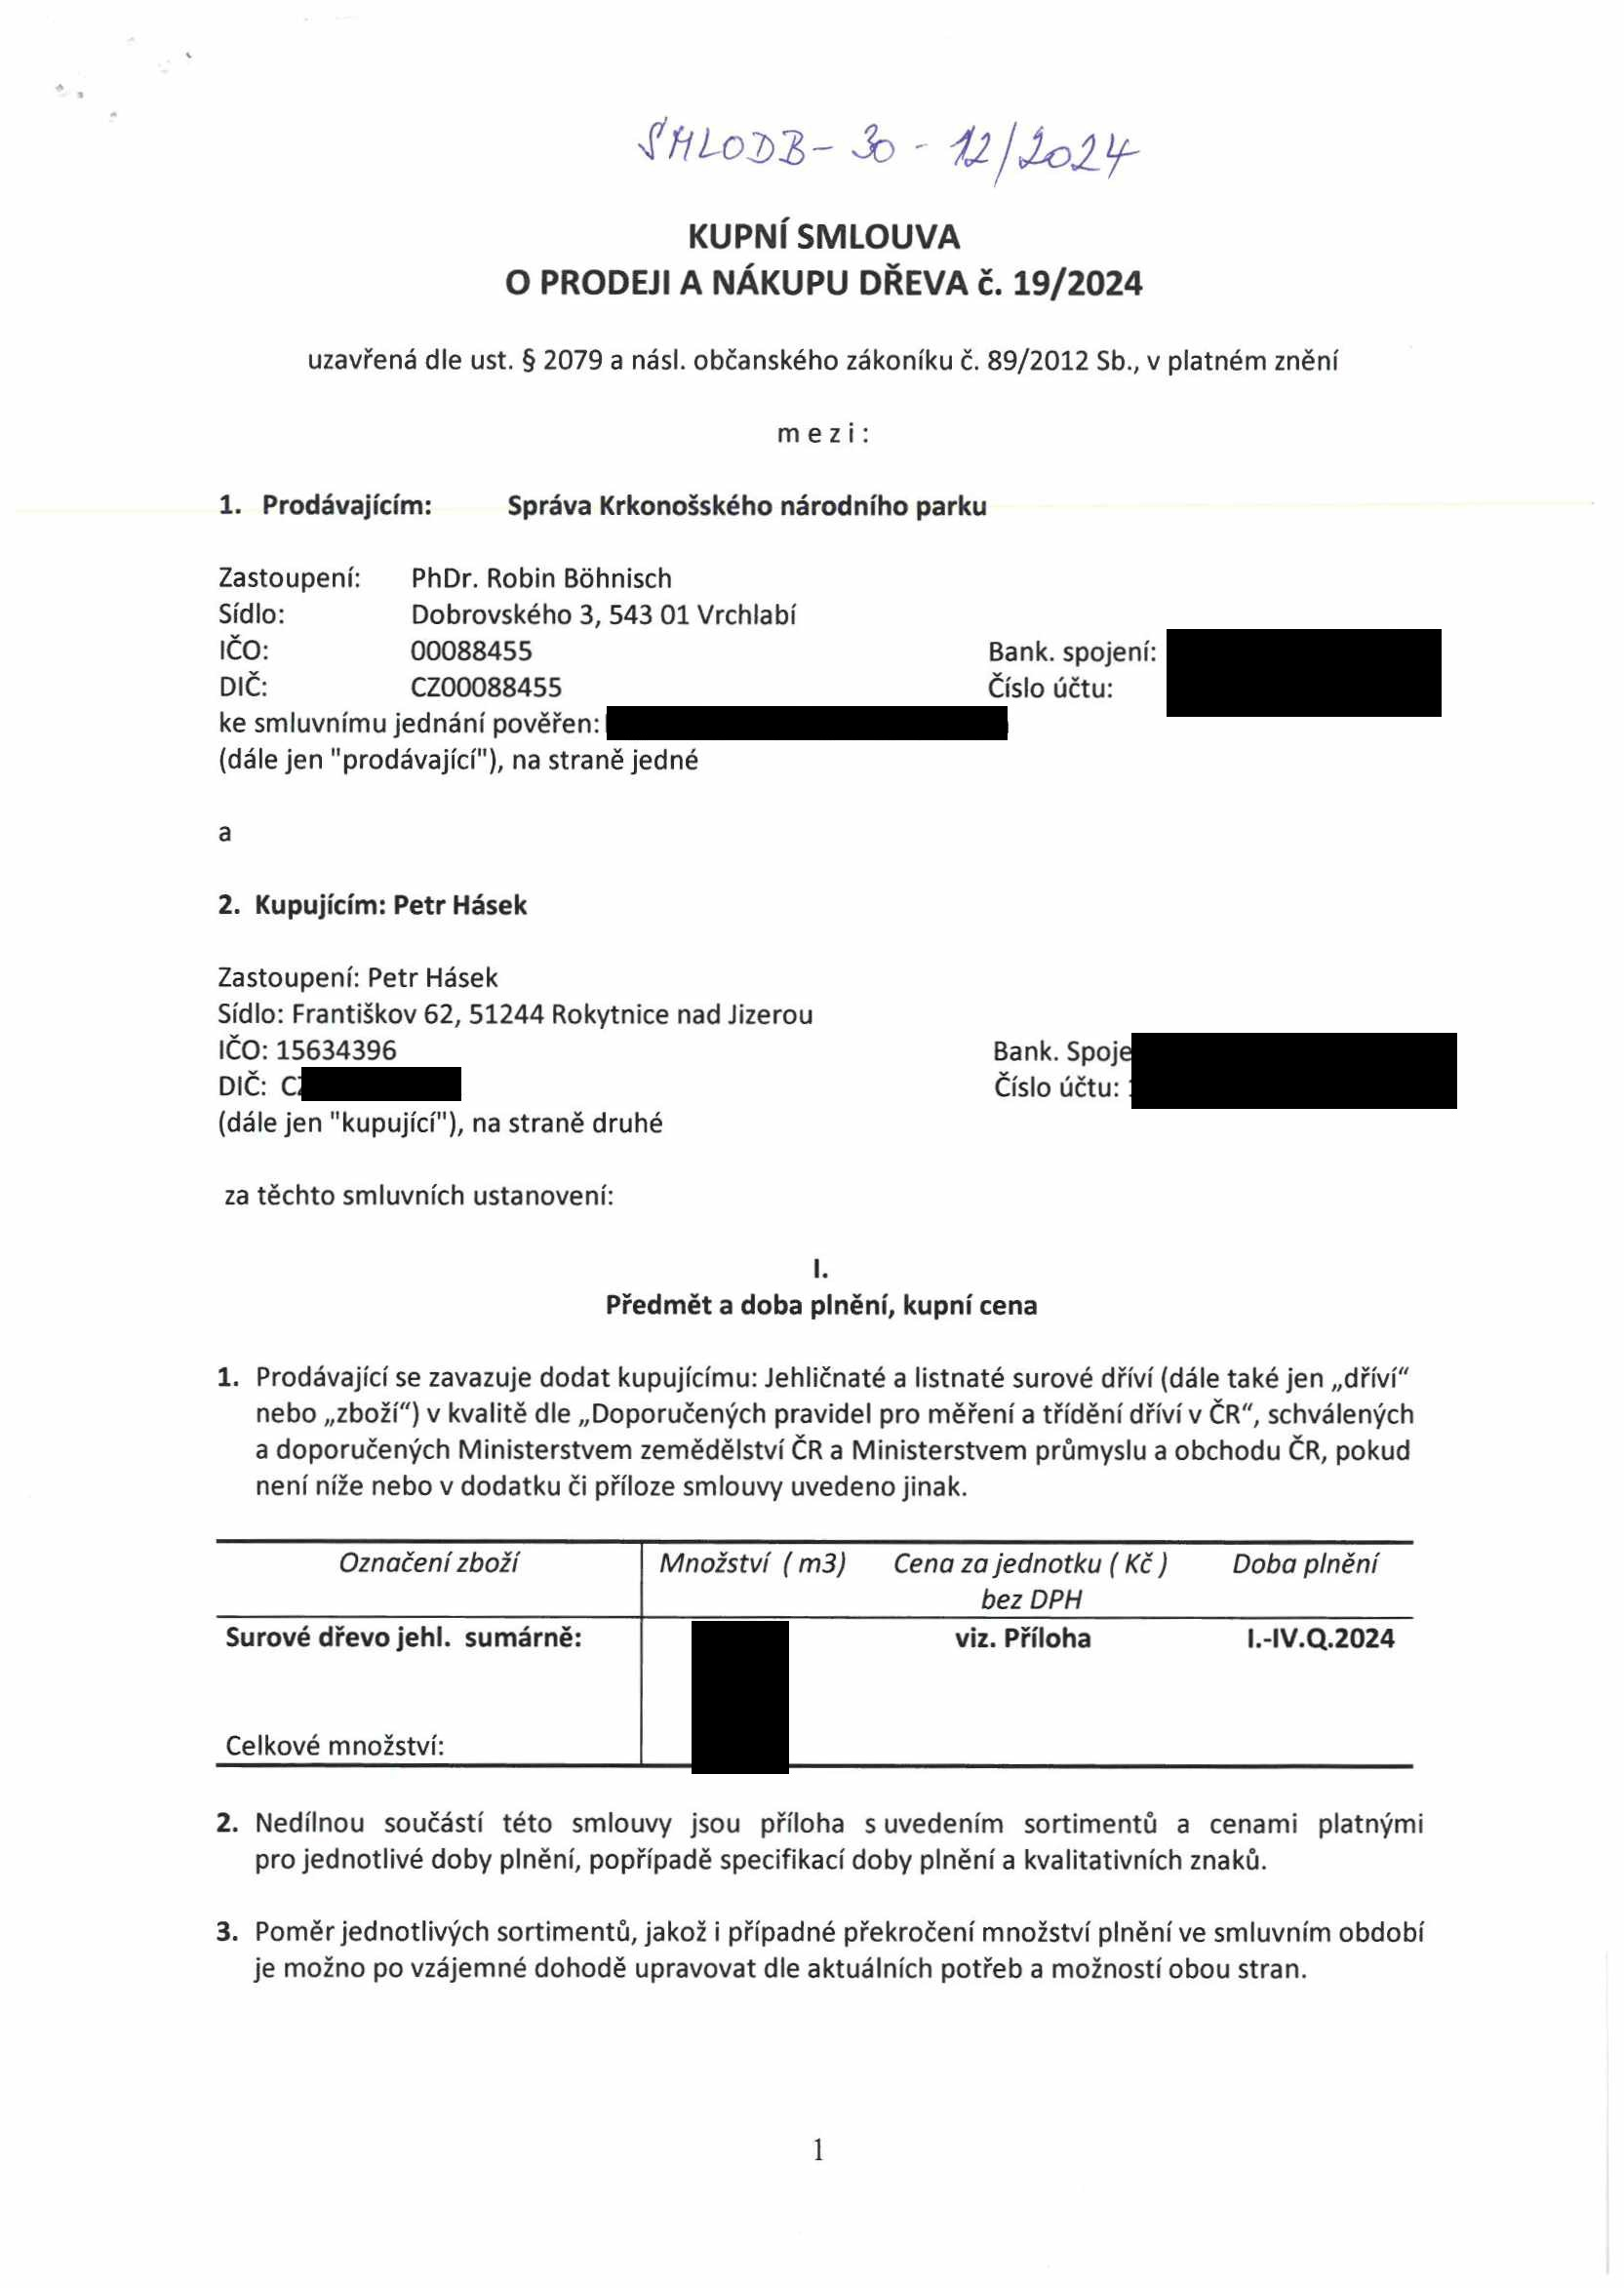 SMLODB - 30 - 12/2024
KUPNÍ SMLOUVA
O PRODEJI A NÁKUPU DŘEVA č. 19/2024
uzavřená dle ust. § 2079 a násl. občanského zákoníku č. 89/2012 Sb., v platném znění
m e z i :
1. Prodávajícím: Správa Krkonošského národního parku
Zastoupení: PhDr. Robin Böhnisch
Sídlo: Dobrovského 3, 543 01 Vrchlabí
IČO: 00088455 Bank. spojení:
DIČ: CZ00088455 Číslo účtu:
ke smluvnímu jednání pověřen:
(dále jen "prodávající"), na straně jedné
a
2. Kupujícím: Petr Hásek
Zastoupení: Petr Hásek
Sídlo: Františkov 62, 51244 Rokytnice nad Jizerou
IČO: 15634396 Bank. Spoje
DIČ: C Číslo účtu:
(dále jen "kupující"), na straně druhé
za těchto smluvních ustanovení:
I.
Předmět a doba plnění, kupní cena
1. Prodávající se zavazuje dodat kupujícímu: Jehličnaté a listnaté surové dříví (dále také jen „dříví“
nebo „zboží“) v kvalitě dle „Doporučených pravidel pro měření a třídění dříví v ČR“, schválených
a doporučených Ministerstvem zemědělství ČR a Ministerstvem průmyslu a obchodu ČR, pokud
není níže nebo v dodatku či příloze smlouvy uvedeno jinak.
Označení zboží Množství ( m3) Cena za jednotku ( Kč ) Doba plnění
bez DPH
Surové dřevo jehl. sumárně: viz. Příloha I.-IV.Q.2024
Celkové množství:
2. Nedílnou součástí této smlouvy jsou příloha s uvedením sortimentů a cenami platnými
pro jednotlivé doby plnění, popřípadě specifikací doby plnění a kvalitativních znaků.
3. Poměr jednotlivých sortimentů, jakož i případné překročení množství plnění ve smluvním období
je možno po vzájemné dohodě upravovat dle aktuálních potřeb a možností obou stran.
1